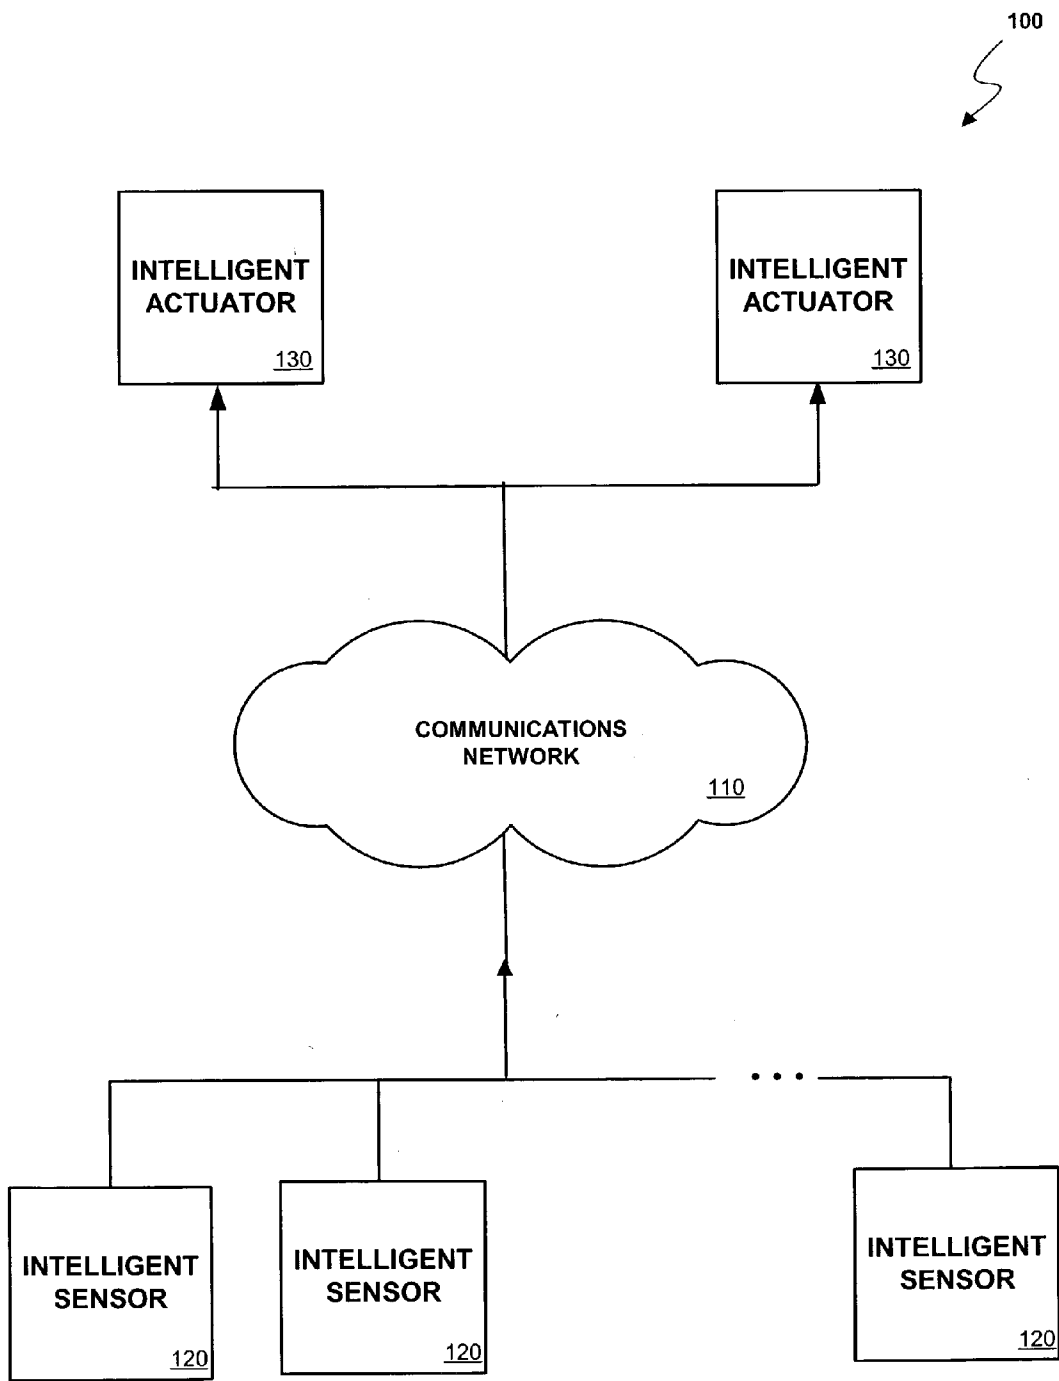 100
INTELLIGENT
ACTUATOR
130
INTELLIGENT
ACTUATOR
130
COMMUNICATIONS
NETWORK
110
INTELLIGENT
SENSOR
120
INTELLIGENT
SENSOR
120
INTELLIGENT
SENSOR
120